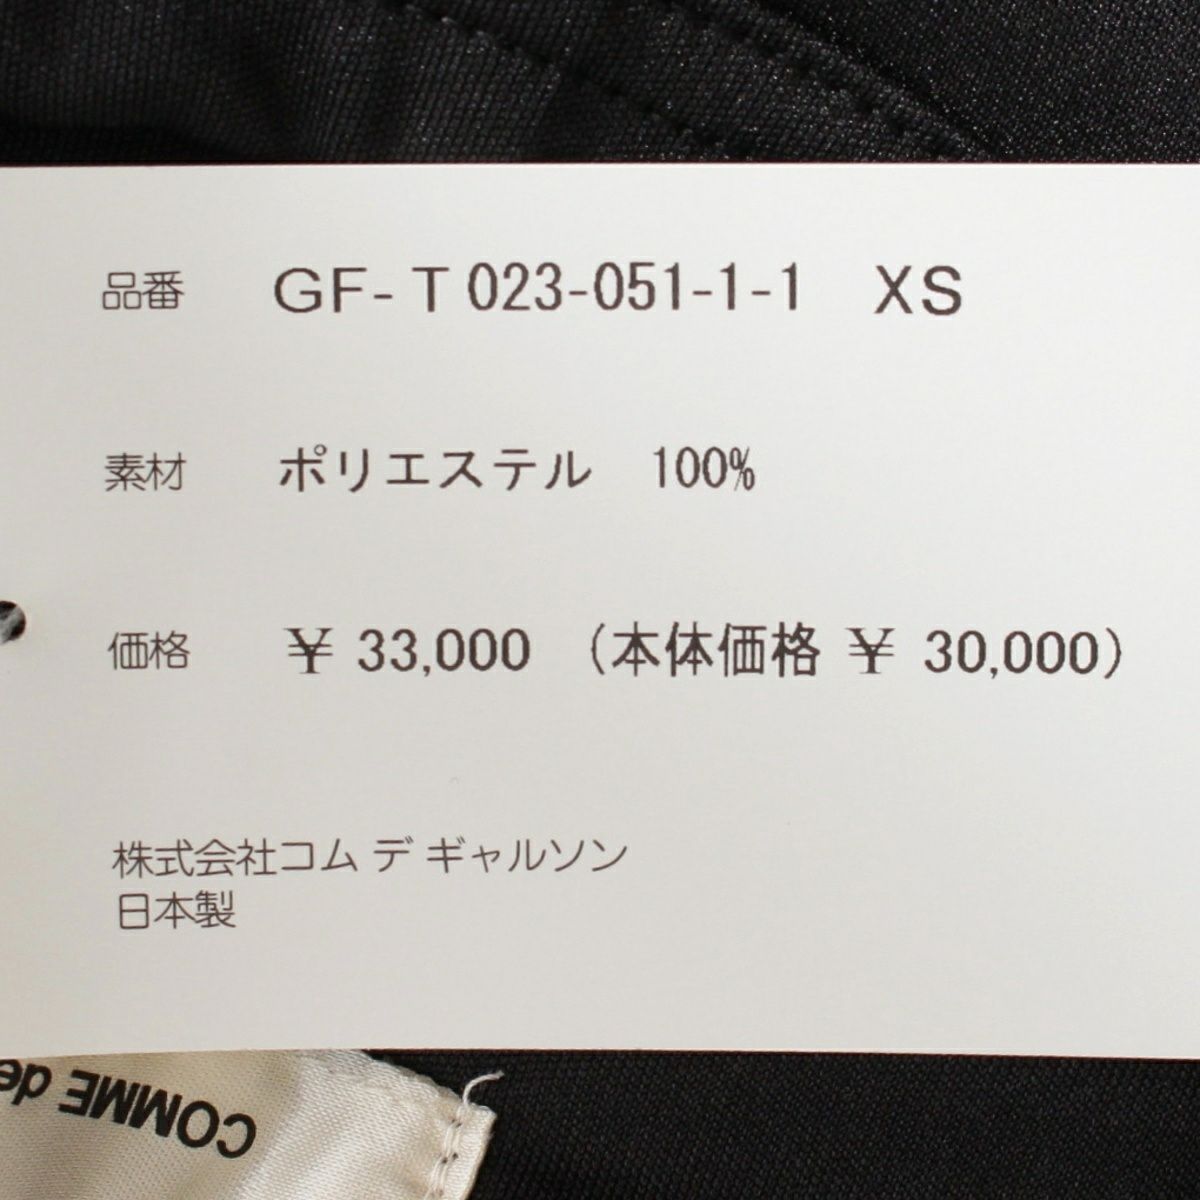 品番 GF-T023-051-1-1 XS
素材 ポリエステル 100%
価格 ¥ 33,000 (本体価格 ¥ 30,000)
株式会社コム デ ギャルソン
日本製
COMME de